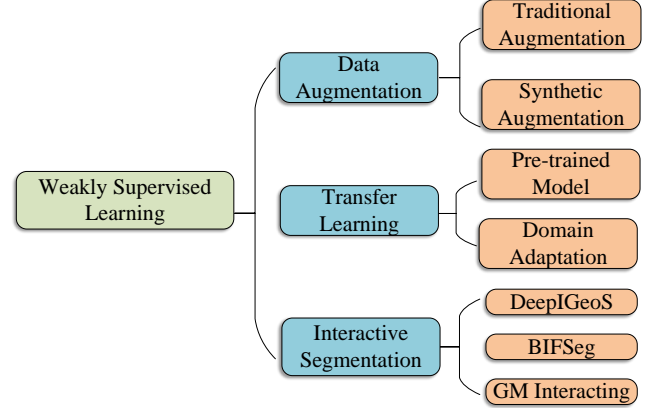 Weakly Supervised
Learning
Data
Augmentation
Traditional
Augmentation
Synthetic
Augmentation
Transfer
Learning
Pre-trained
Model
Domain
Adaptation
Interactive
Segmentation
DeepIGeoS
BIFSeg
GM Interacting